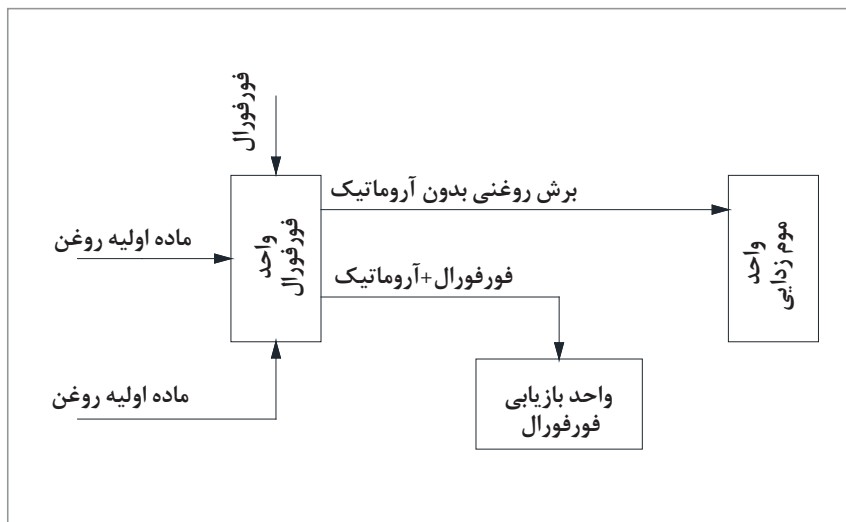 فورفورال
برش روغنی بدون آروماتیک
ماده اولیه روغن
واحد
فورفورال
واحد
موم زدایی
فورفورال+آروماتیک
ماده اولیه روغن
واحد بازیابی
فورفورال